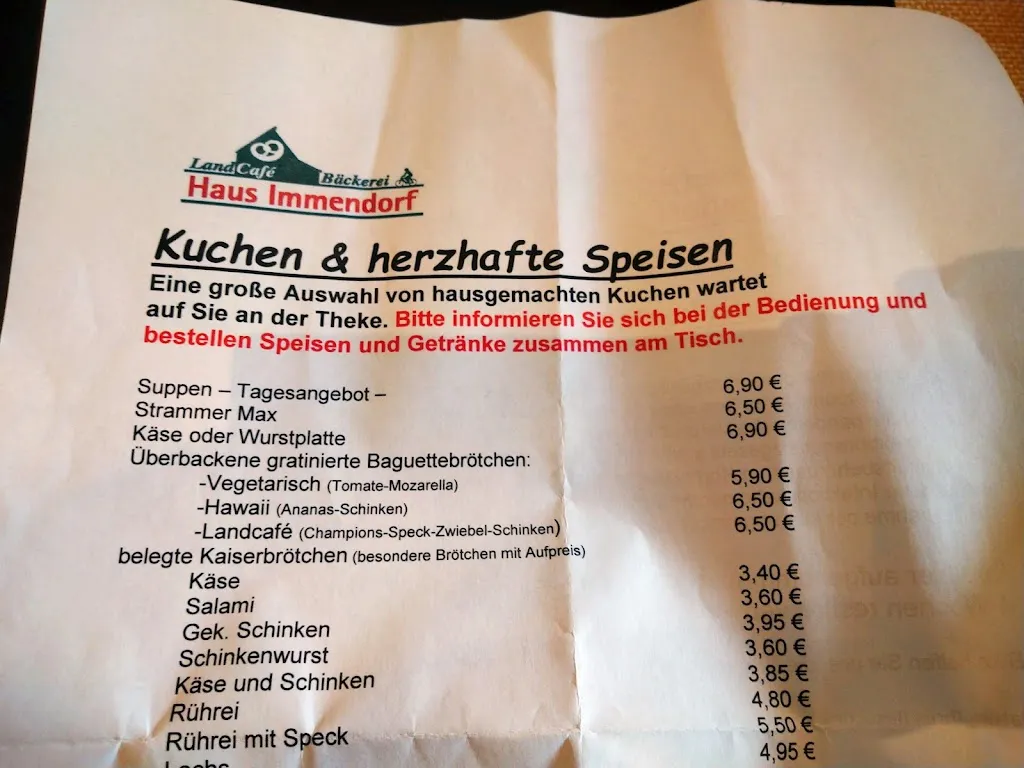 LandCafé Bäckerei
Haus Immendorf
Kuchen & herzhafte Speisen
Eine große Auswahl von hausgemachten Kuchen wartet
auf Sie an der Theke. Bitte informieren Sie sich bei der Bedienung und
bestellen Speisen und Getränke zusammen am Tisch.
Suppen – Tagesangebot – 6,90 €
Strammer Max 6,50 €
Käse oder Wurstplatte 6,90 €
Überbackene gratinierte Baguettebrötchen:
-Vegetarisch (Tomate-Mozarella) 5,90 €
-Hawaii (Ananas-Schinken) 6,50 €
-Landcafé (Champions-Speck-Zwiebel-Schinken) 6,50 €
belegte Kaiserbrötchen (besondere Brötchen mit Aufpreis)
Käse 3,40 €
Salami 3,60 €
Gek. Schinken 3,95 €
Schinkenwurst 3,60 €
Käse und Schinken 3,85 €
Rührei 4,80 €
Rührei mit Speck 5,50 €
Lachs 4,95 €